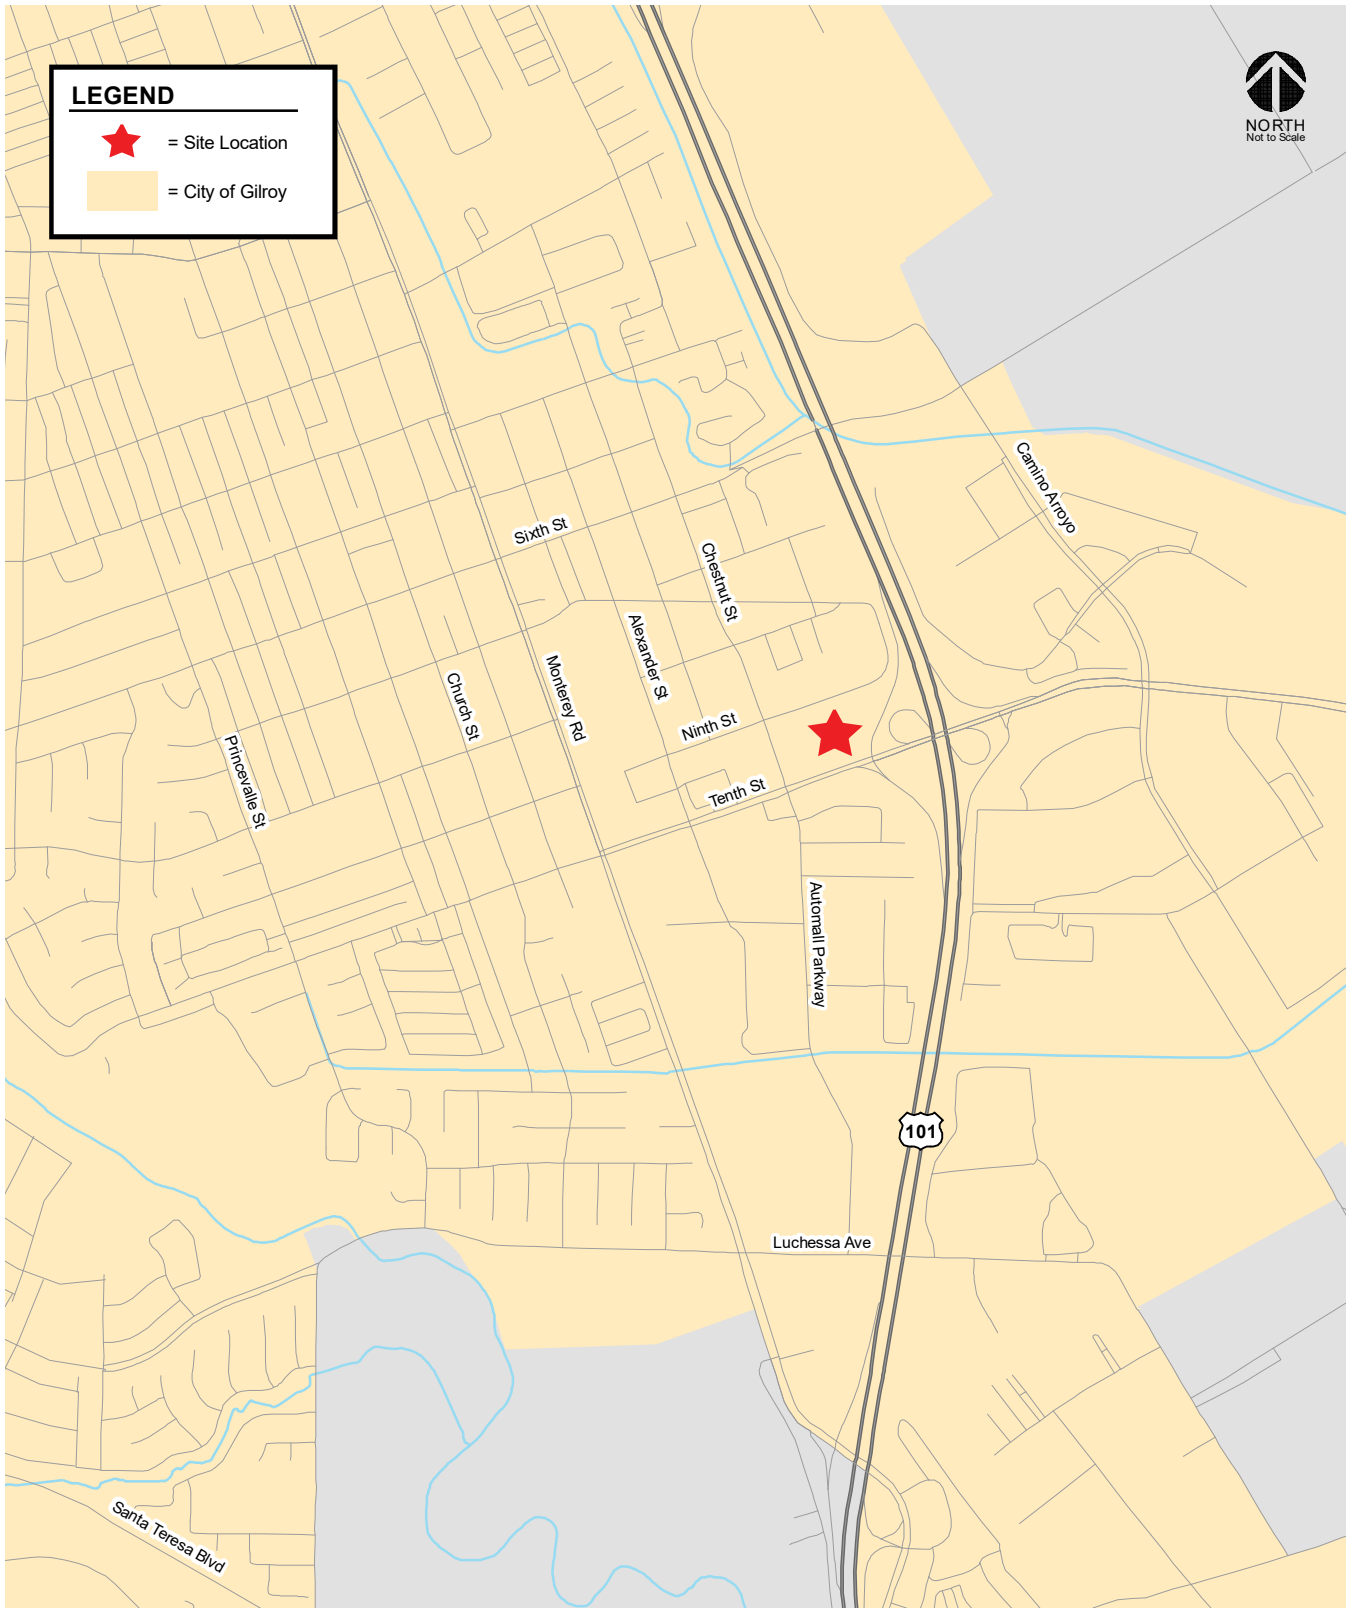 LEGEND
= Site Location
= City of Gilroy
NORTH
Not to Scale
Camino Arroyo
Sixth St
Chestnut St
Alexander St
Monterey Rd
Church St
Ninth St
Princevalle St
Tenth St
Automall Parkway
101
Luchessa Ave
Santa Teresa Blvd